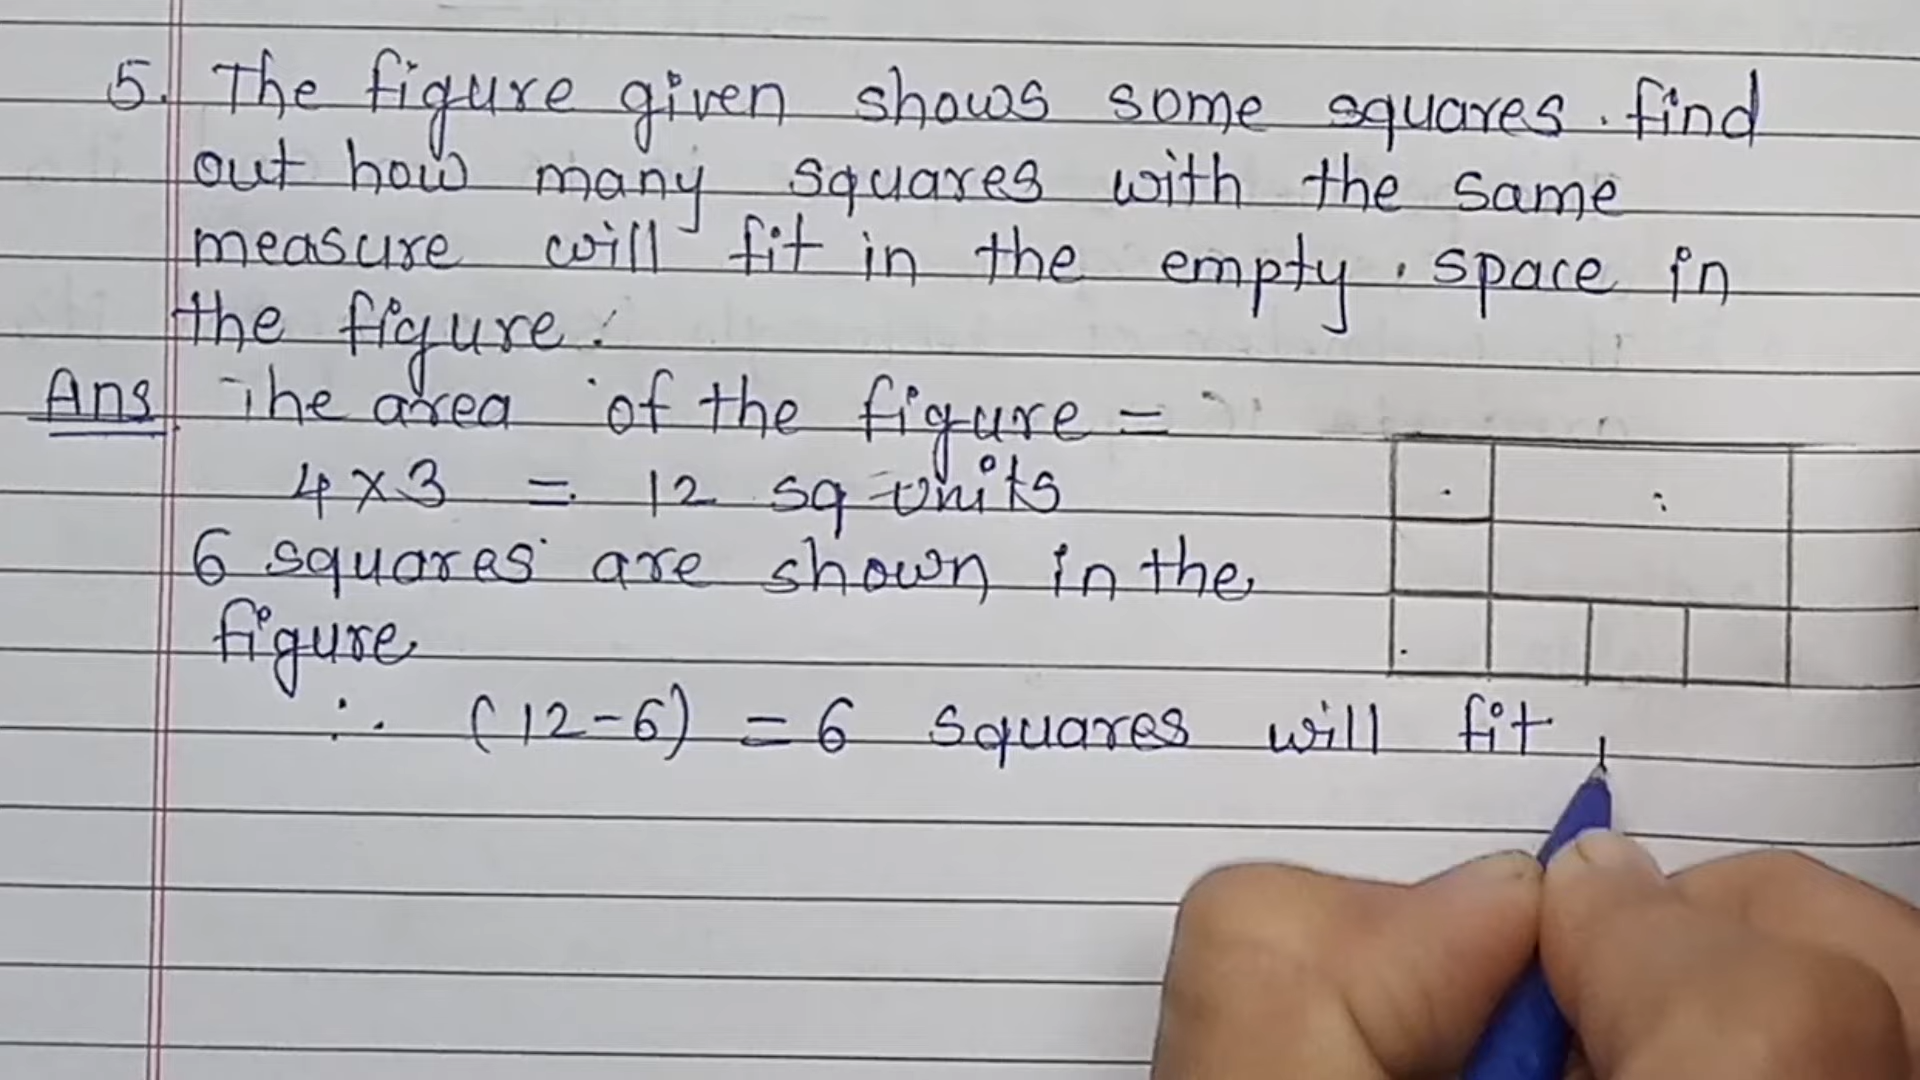 5. The figure given shows some squares. find
out how many squares with the same
measure will fit in the empty space in
the figure.
Ans The area of the figure =
4 × 3 = 12 sq units
6 squares are shown in the
figure
∴ (12-6) = 6 squares will fit